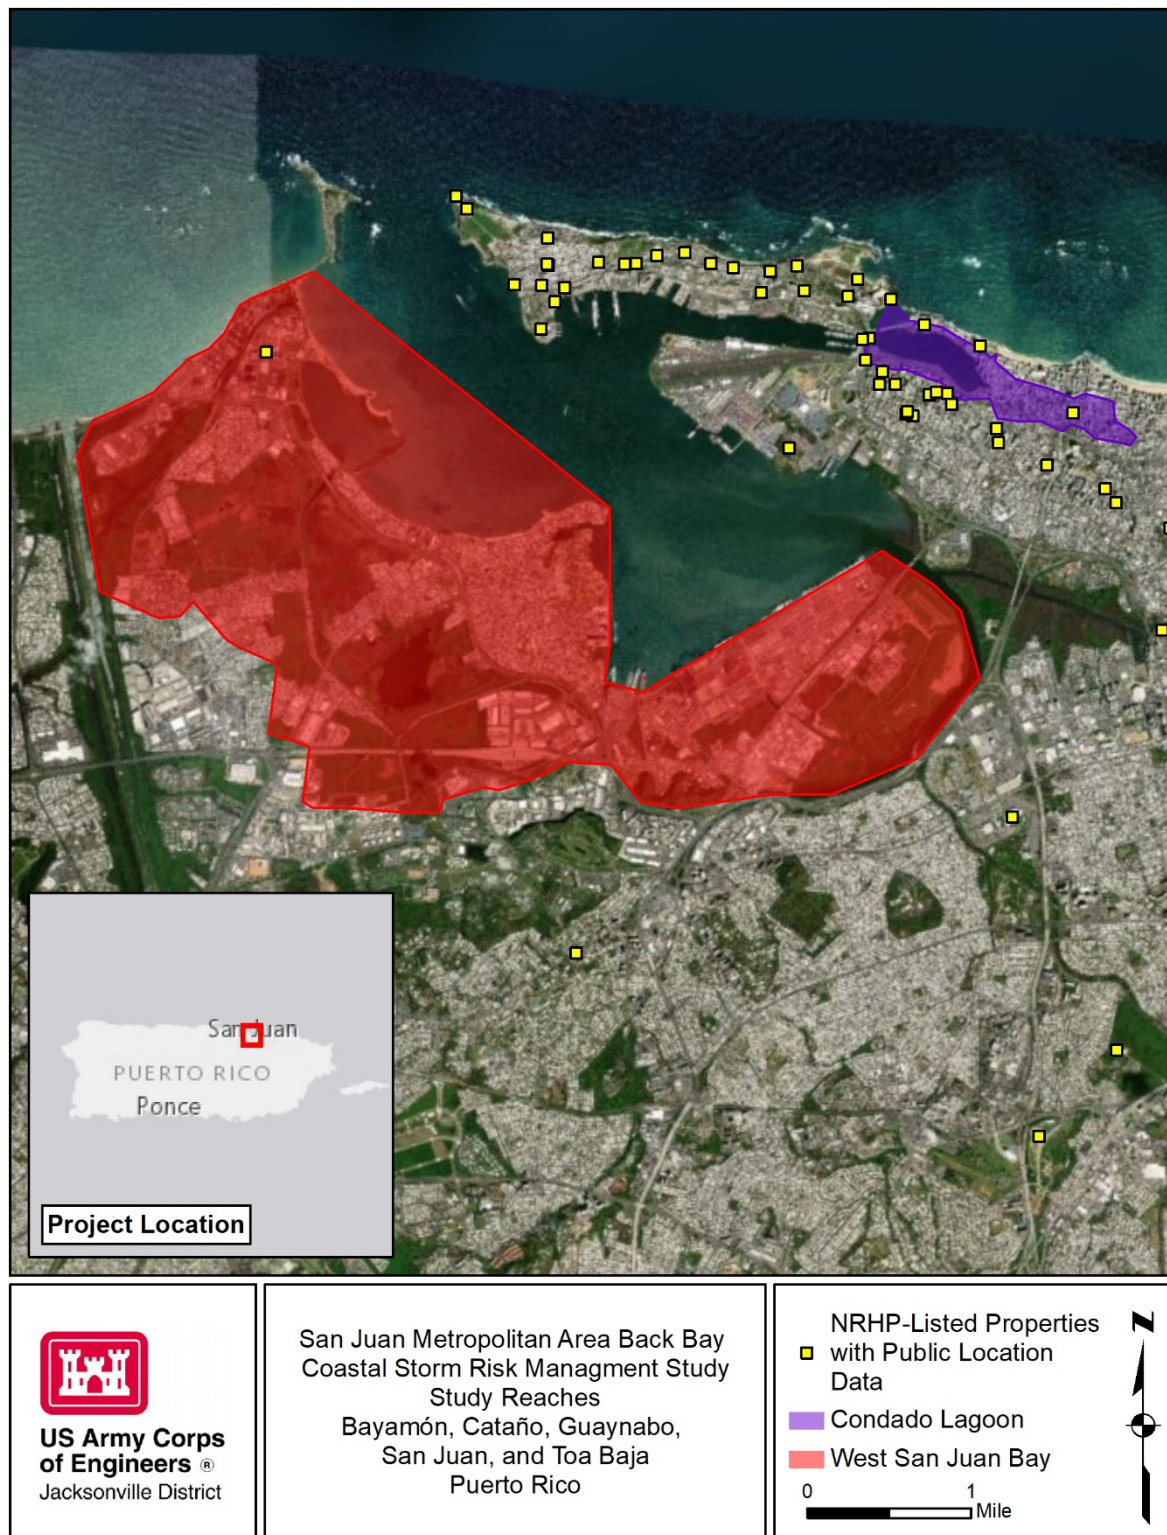 San Juan
PUERTO RICO
Ponce
Project Location
US Army Corps
of Engineers ®
Jacksonville District
San Juan Metropolitan Area Back Bay
Coastal Storm Risk Managment Study
Study Reaches
Bayamón, Cataño, Guaynabo,
San Juan, and Toa Baja
Puerto Rico
NRHP-Listed Properties
with Public Location
Data
Condado Lagoon
West San Juan Bay
0 1
Mile
N